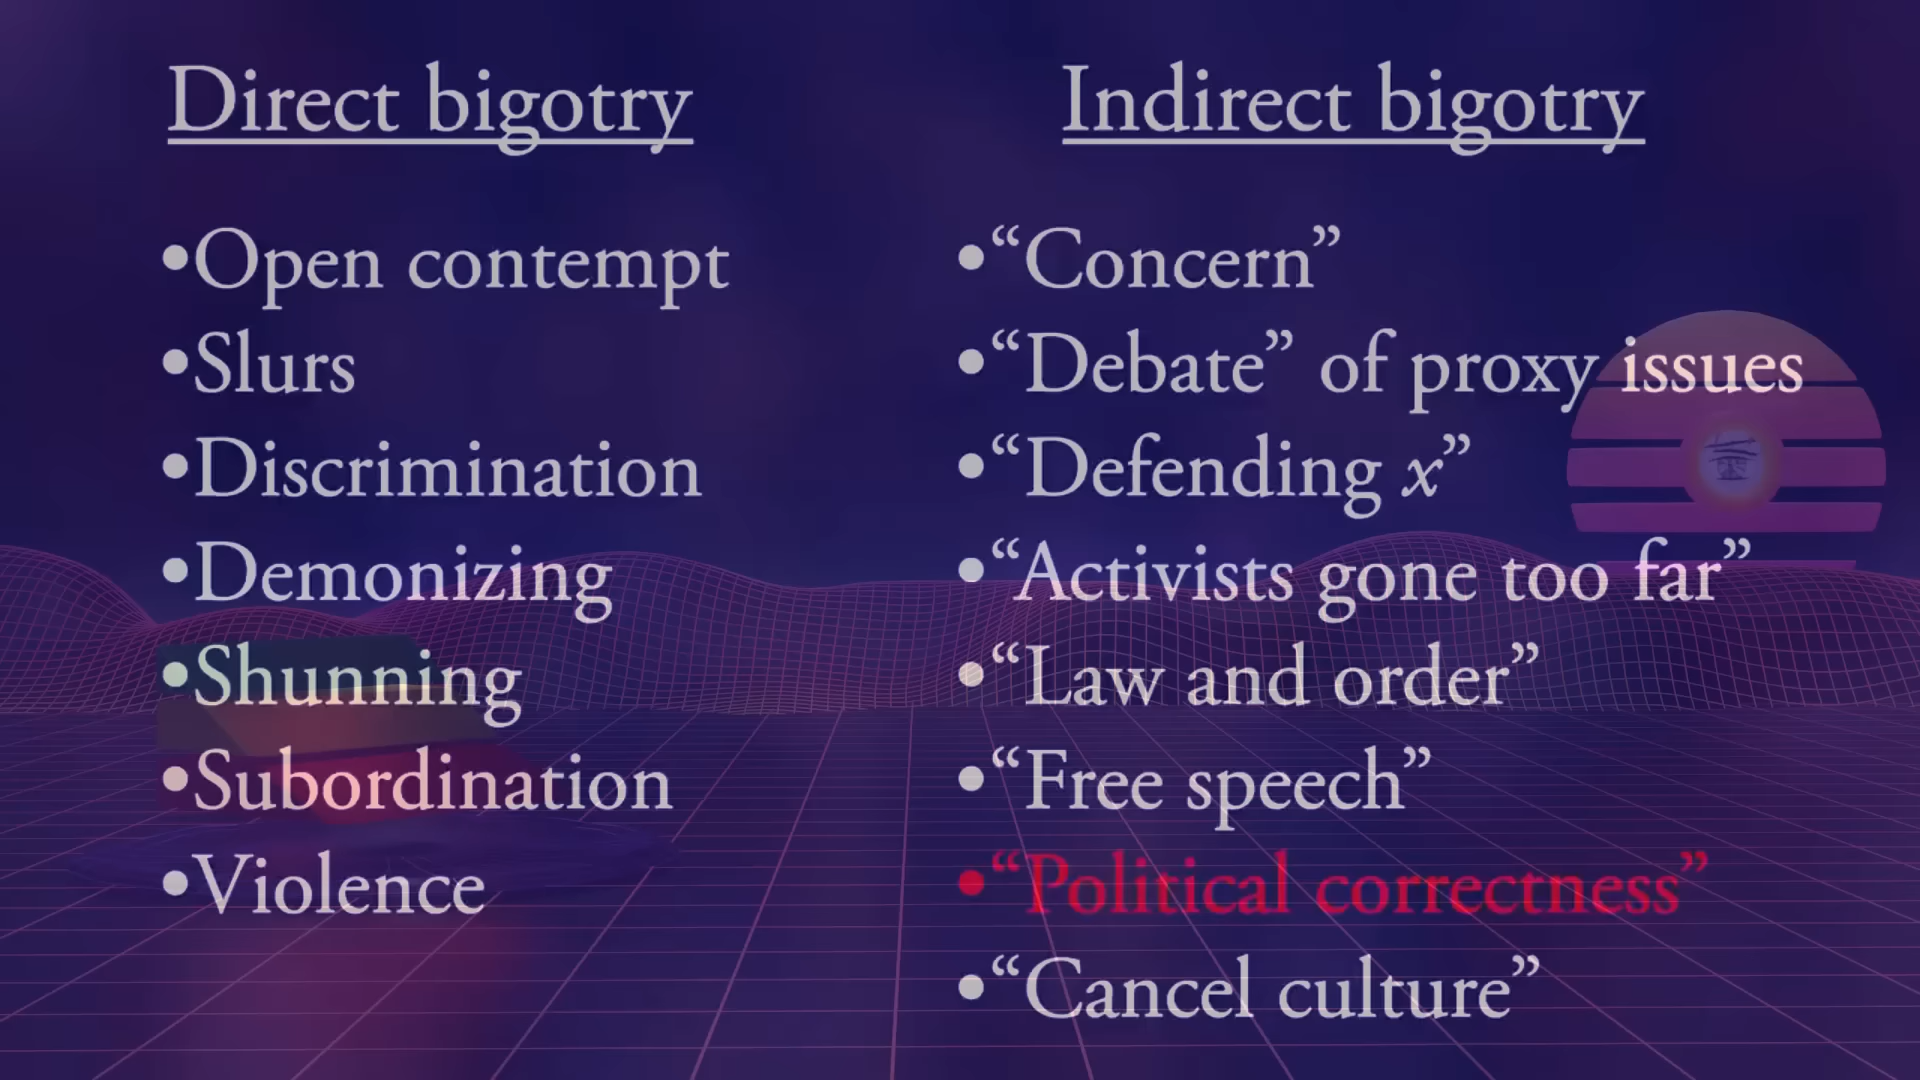 Direct bigotry
•Open contempt
•Slurs
•Discrimination
•Demonizing
•Shunning
•Subordination
•Violence
Indirect bigotry
•“Concern”
•“Debate” of proxy issues
•“Defending x”
•“Activists gone too far”
•“Law and order”
•“Free speech”
•“Political correctness”
•“Cancel culture”